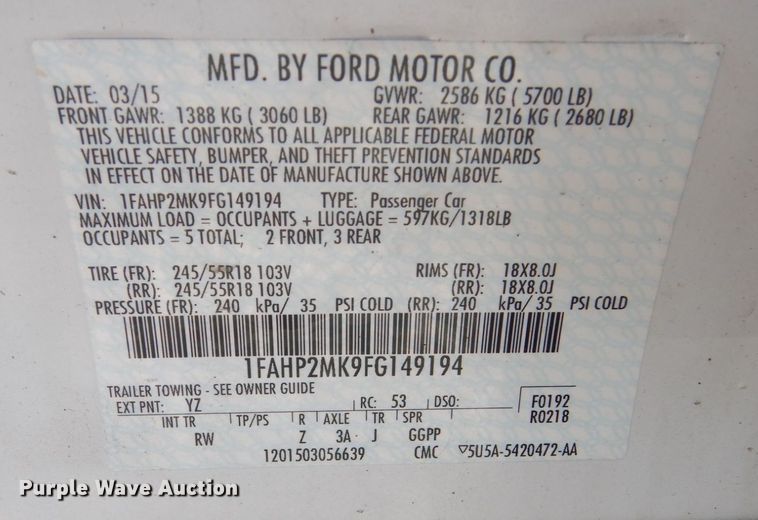 MFD. BY FORD MOTOR CO.
DATE: 03/15 GVWR: 2586 KG ( 5700 LB)
FRONT GAWR: 1388 KG ( 3060 LB) REAR GAWR: 1216 KG ( 2680 LB)
THIS VEHICLE CONFORMS TO ALL APPLICABLE FEDERAL MOTOR
VEHICLE SAFETY, BUMPER, AND THEFT PREVENTION STANDARDS
IN EFFECT ON THE DATE OF MANUFACTURE SHOWN ABOVE.
VIN: 1FAHP2MK9FG149194 TYPE: Passenger Car
MAXIMUM LOAD = OCCUPANTS + LUGGAGE = 597KG/1318LB
OCCUPANTS = 5 TOTAL; 2 FRONT, 3 REAR
TIRE (FR): 245/55R18 103V RIMS (FR): 18X8.0J
(RR): 245/55R18 103V (RR): 18X8.0J
PRESSURE (FR): 240 kPa/ 35 PSI COLD (RR): 240 kPa/ 35 PSI COLD
1FAHP2MK9FG149194
TRAILER TOWING - SEE OWNER GUIDE
EXT PNT: YZ RC: 53 DSO: F0192
INT TR TP/PS R AXLE TR SPR R0218
RW Z 3A J GGPP
1201503056639 CMC ▽5U5A-5420472-AA
Purple Wave Auction